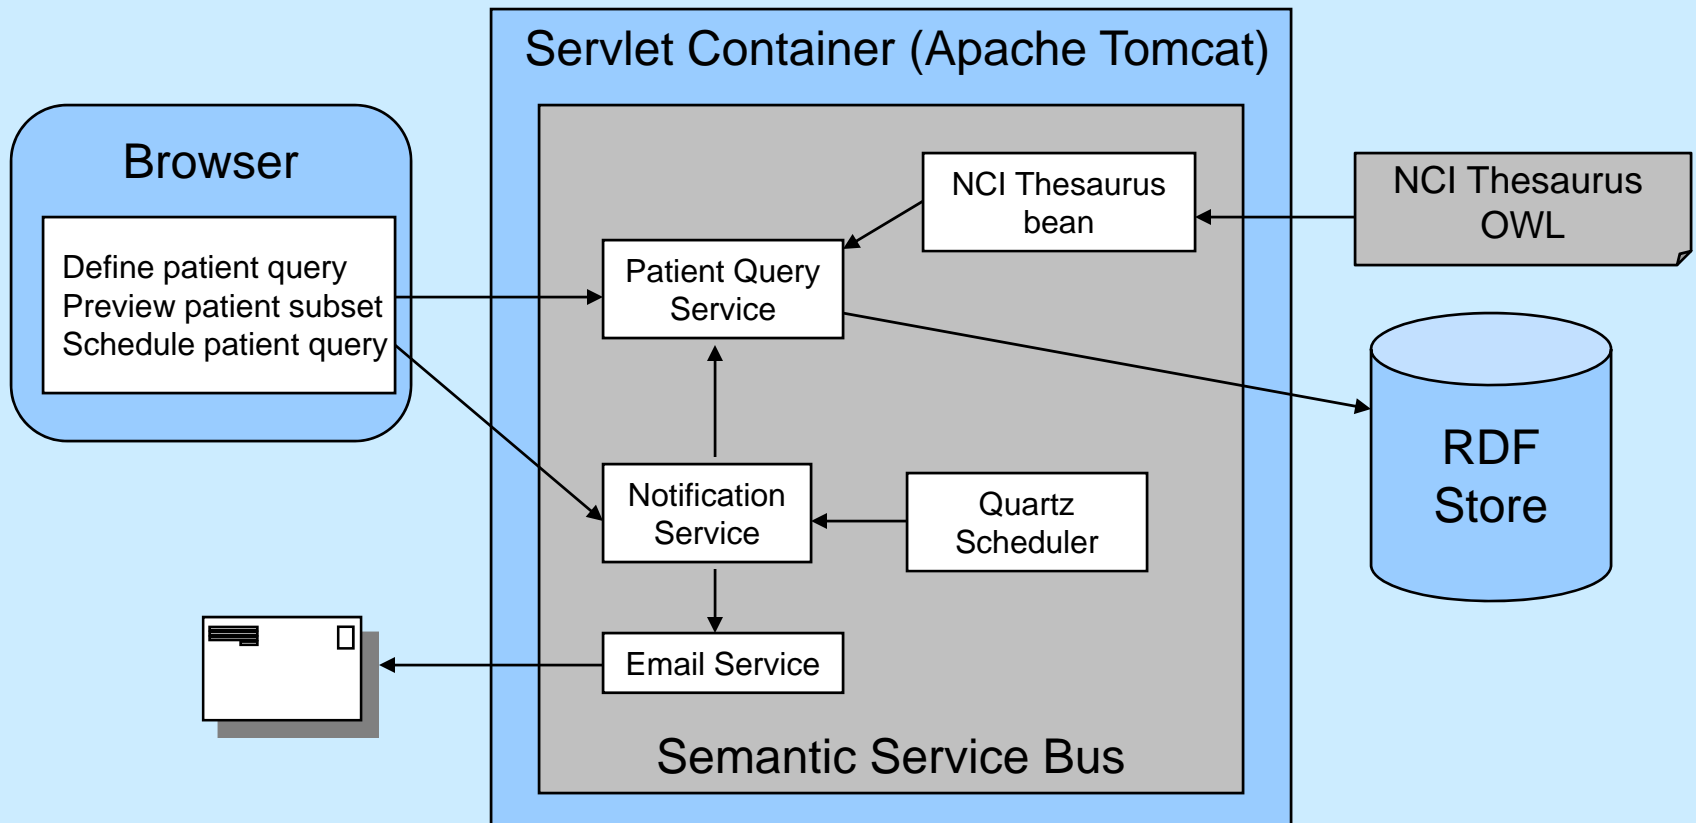 Servlet Container (Apache Tomcat)
Browser
Define patient query
Preview patient subset
Schedule patient query
NCI Thesaurus
bean
NCI Thesaurus
OWL
Patient Query
Service
RDF
Store
Notification
Service
Quartz
Scheduler
Email Service
Semantic Service Bus